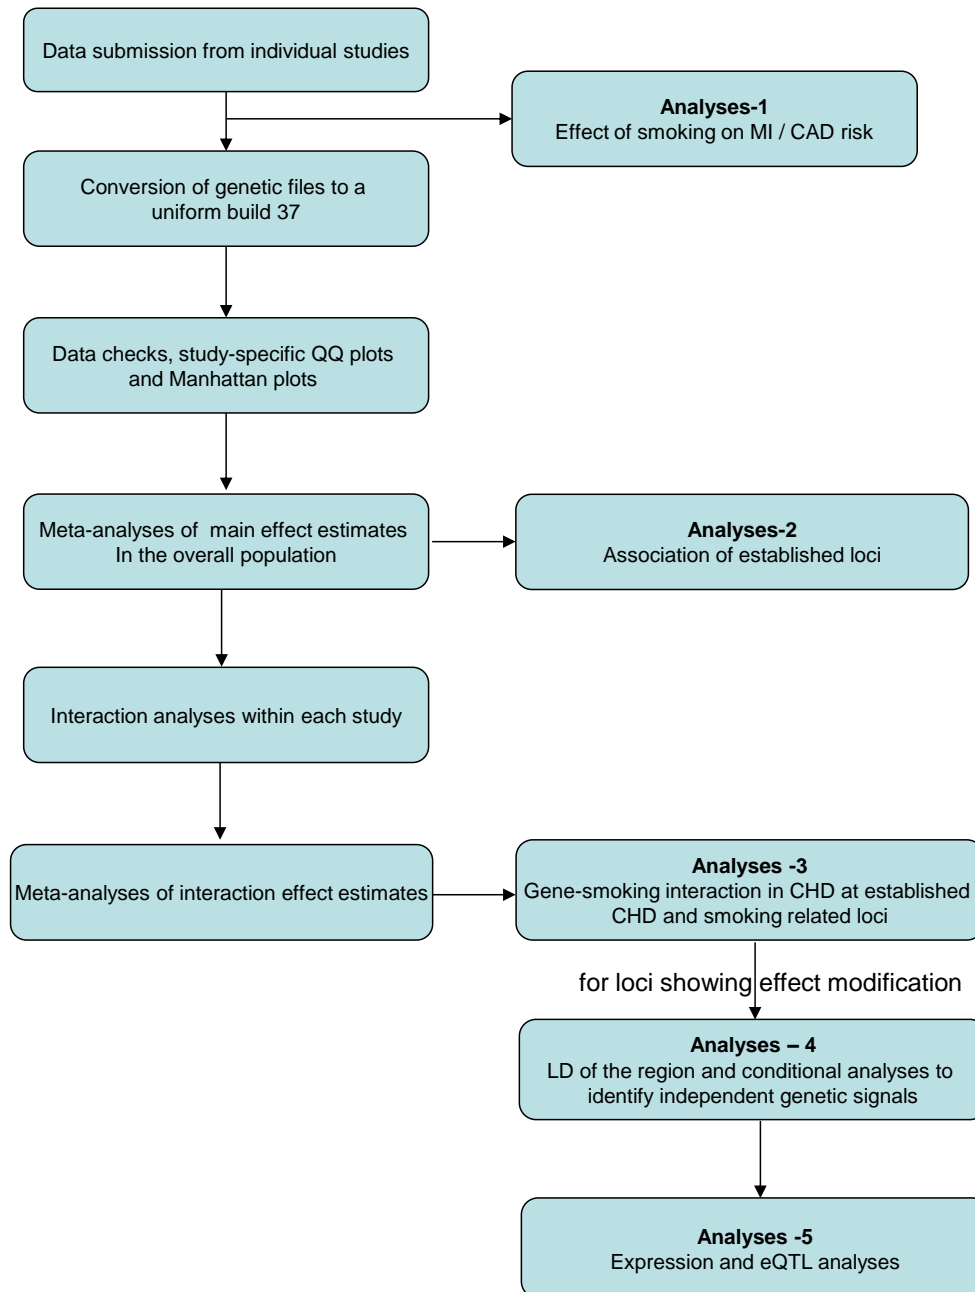 Data submission from individual studies
Analyses-1
Effect of smoking on MI / CAD risk
Conversion of genetic files to a
uniform build 37
Data checks, study-specific QQ plots
and Manhattan plots
Meta-analyses of  main effect estimates
In the overall population
Analyses-2
Association of established loci
Interaction analyses within each study
Meta-analyses of interaction effect estimates
Analyses -3
Gene-smoking interaction in CHD at established
CHD and smoking related loci
for loci showing effect modification
Analyses – 4
LD of the region and conditional analyses to
identify independent genetic signals
Analyses -5
Expression and eQTL analyses